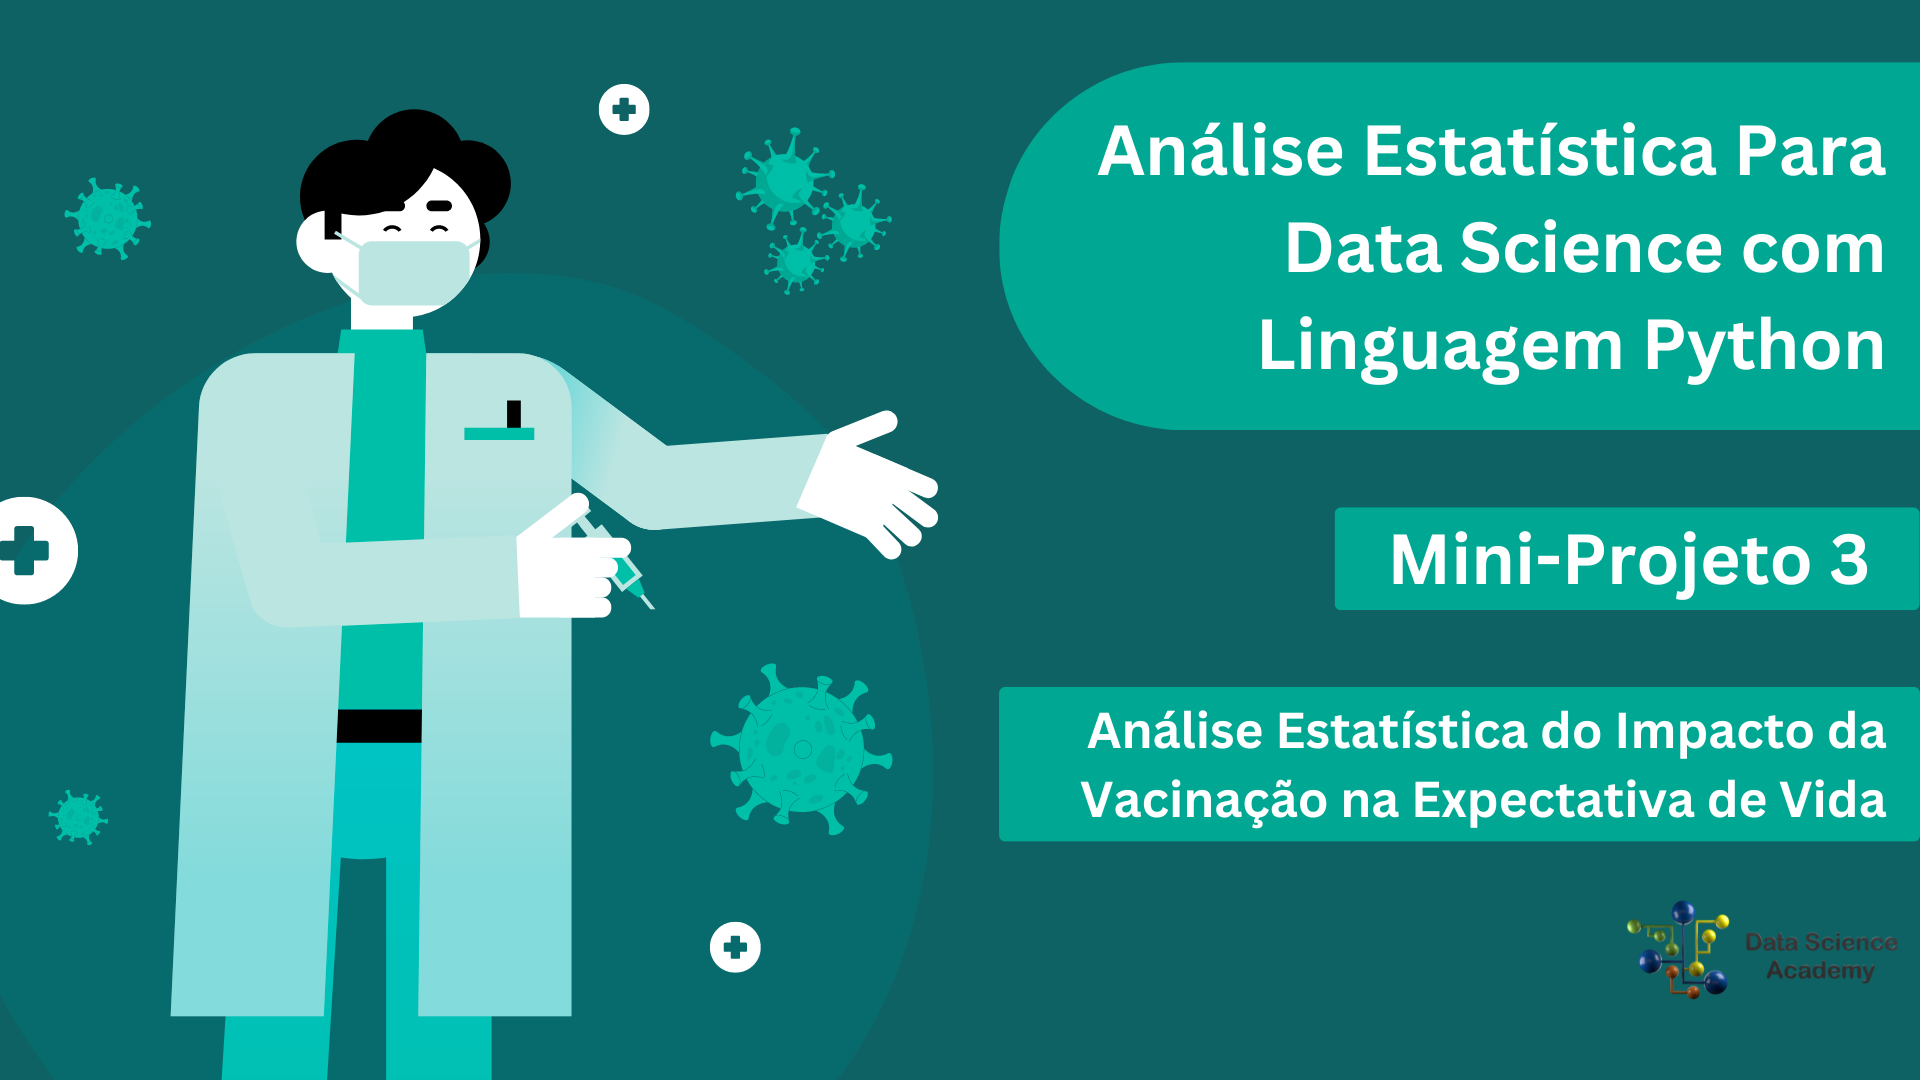 Análise Estatística Para
Data Science com
Linguagem Python
Mini-Projeto 3
Análise Estatística do Impacto da
Vacinação na Expectativa de Vida
Data Science
Academy